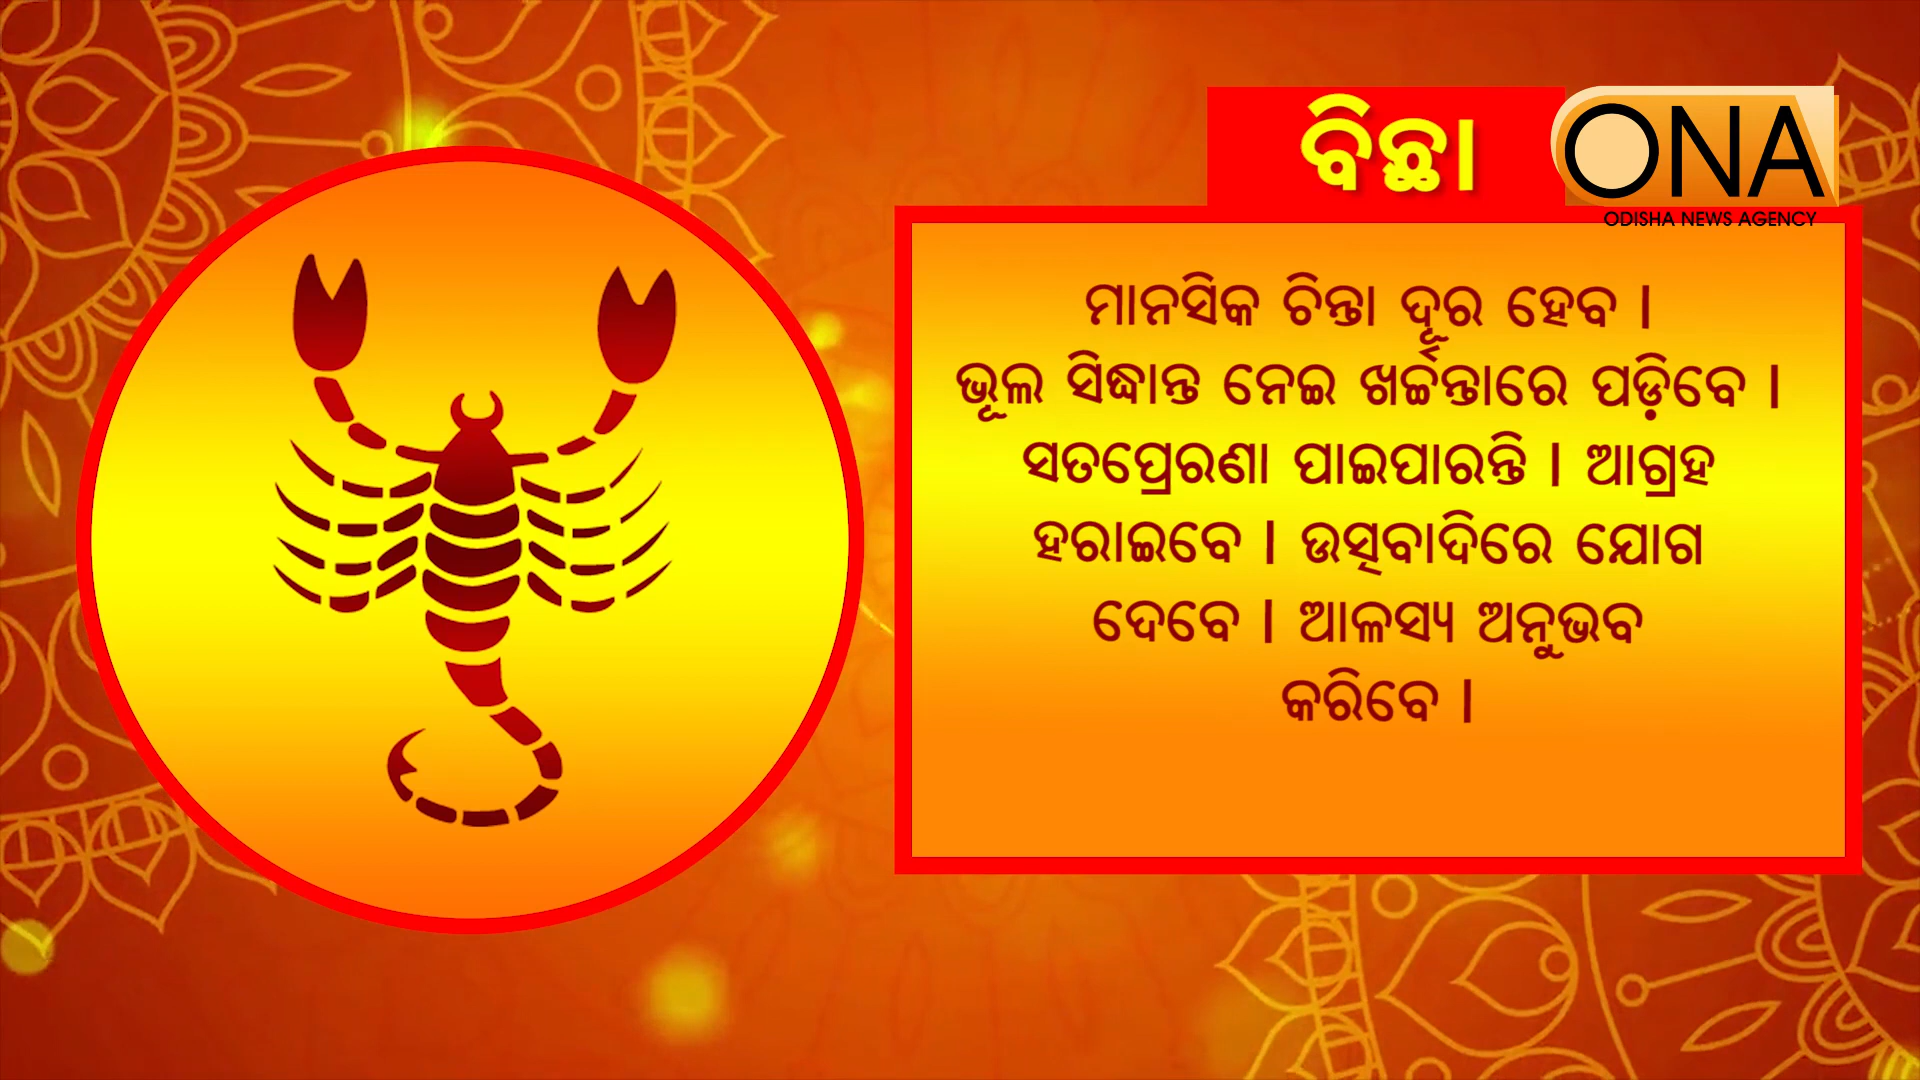 ବିଛା
ONA
ODISHA NEWS AGENCY
ମାନସିକ ଚିନ୍ତା ଦୂର ହେବ ।
ଭୂଲ ସିଦ୍ଧାନ୍ତ ନେଇ ଖର୍ଚ୍ଚନ୍ତାରେ ପଡ଼ିବେ ।
ସତପ୍ରେରଣା ପାଇପାରନ୍ତି । ଆଗ୍ରହ
ହରାଇବେ । ଉତ୍ସବାଦିରେ ଯୋଗ
ଦେବେ । ଆଳସ୍ୟ ଅନୁଭବ
କରିବେ ।